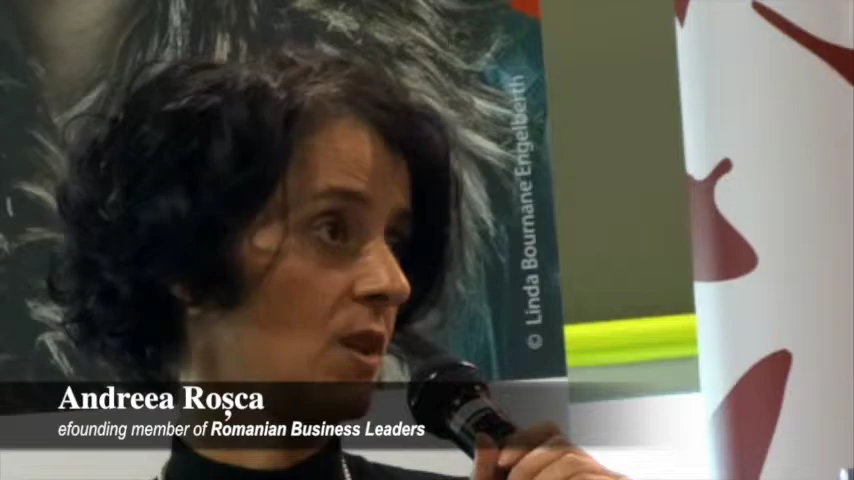 © Linda Bournane Engelberth
Andreea Roșca
efounding member of Romanian Business Leaders